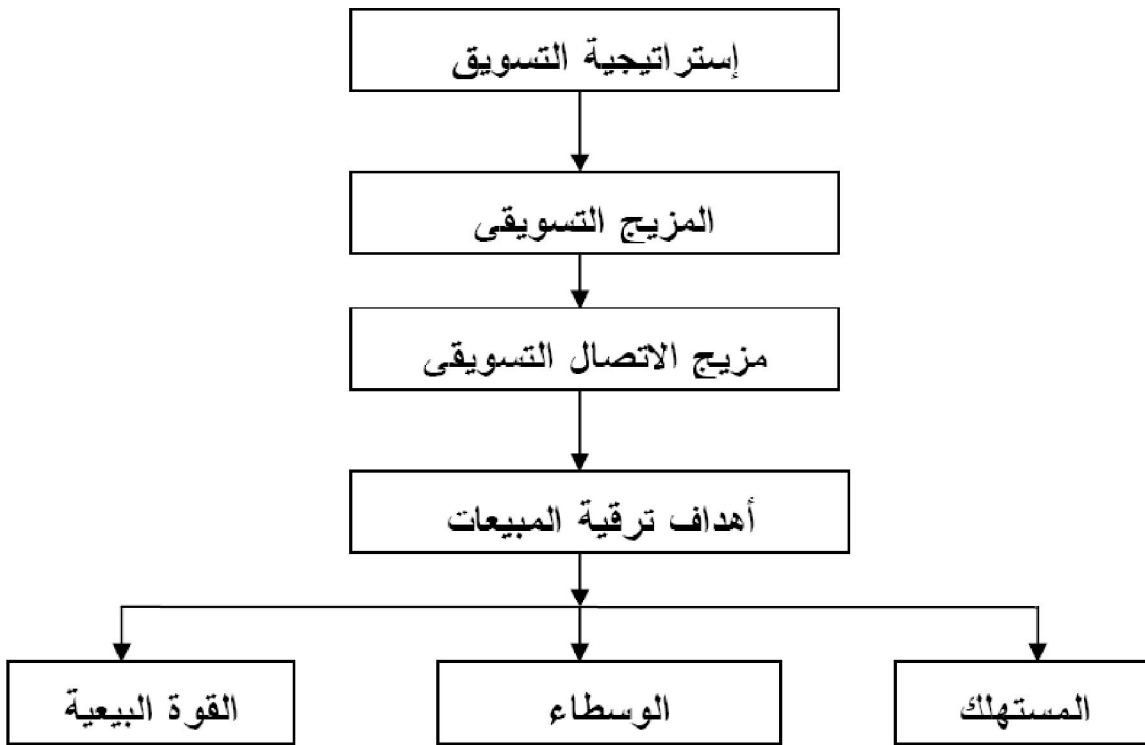 إستراتيجية التسويق
المزيج التسويقى
مزيج الاتصال التسويقى
أهداف ترقية المبيعات
المستهلك
الوسطاء
القوة البيعية